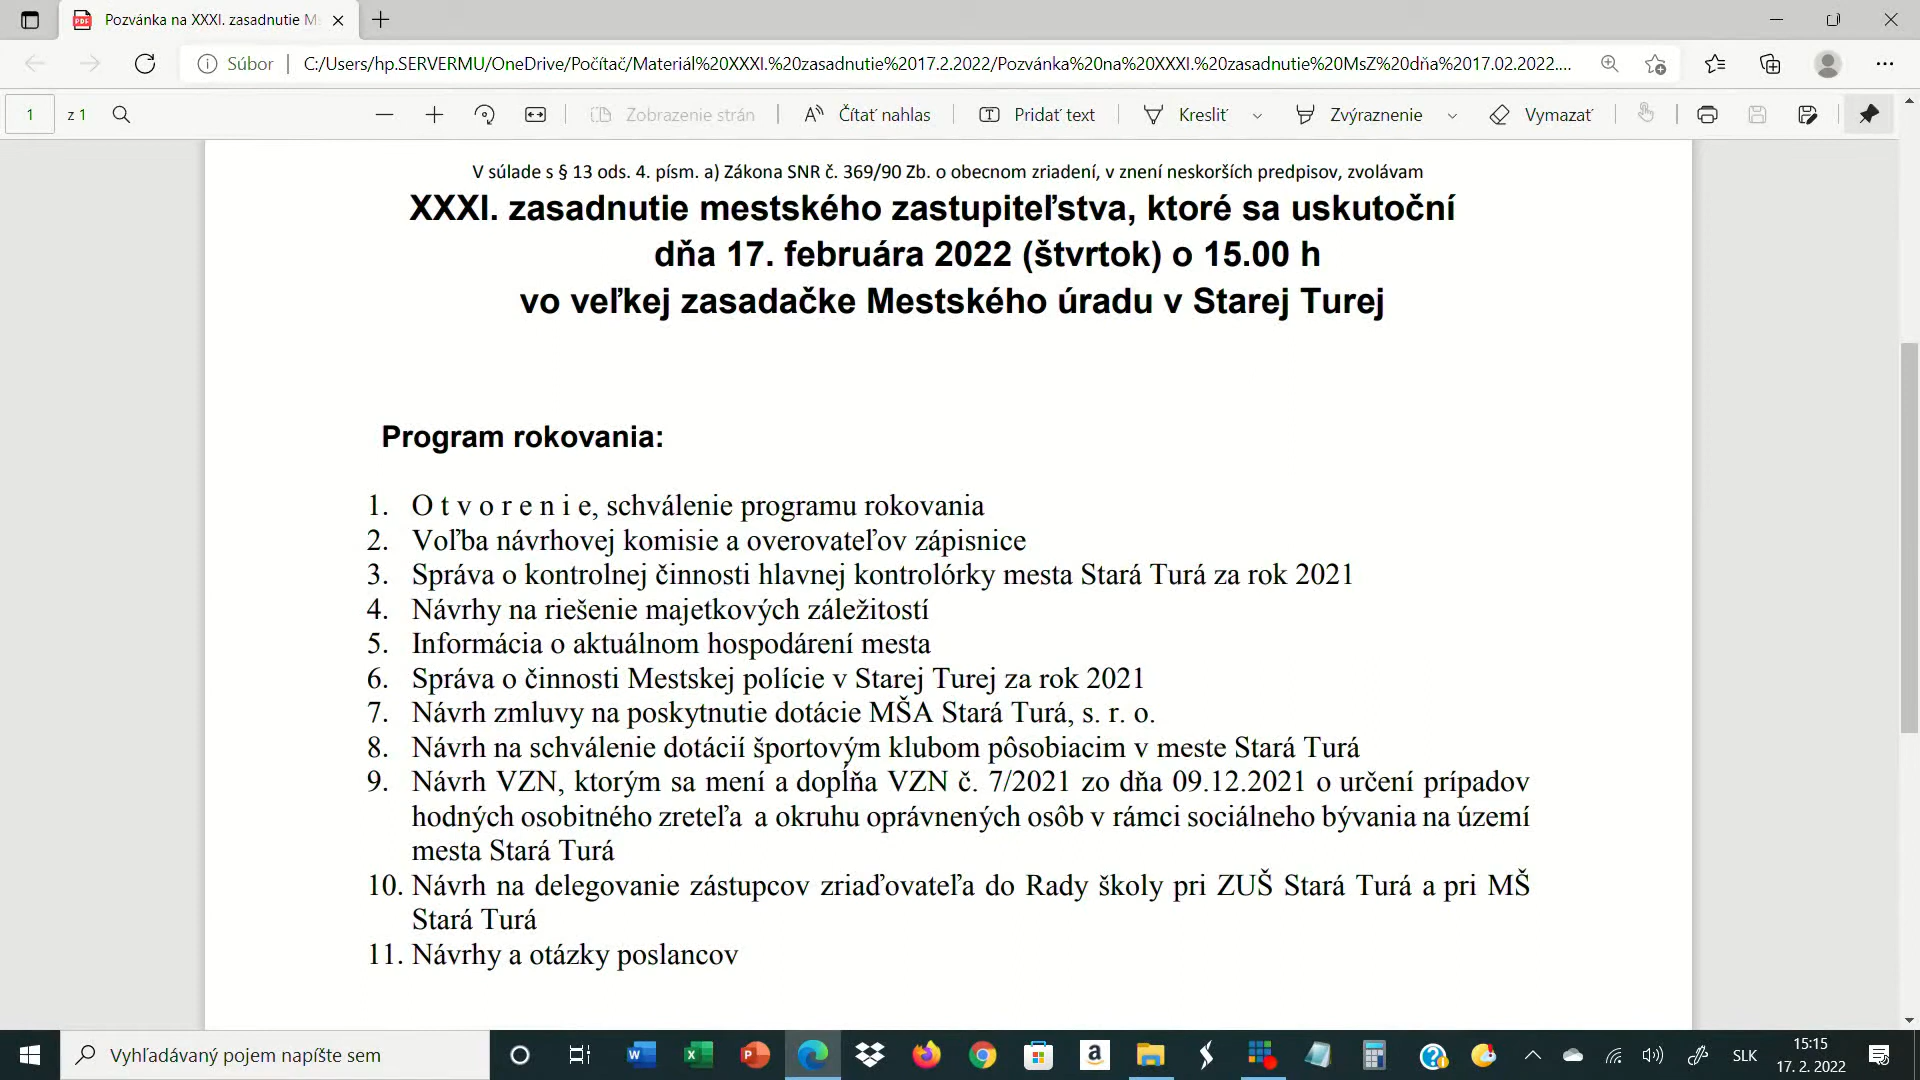 Pozvánka na XXXI. zasadnutie M
Súbor
C:/Users/hp.SERVERMU/OneDrive/Počítač/Materiál%20XXXI.%20zasadnutie%2017.2.2022/Pozvánka%20na%20XXXI.%20zasadnutie%20MsZ%20dňa%2017.02.2022....
1 z 1
Zobrazenie strán
Čítať nahlas
Pridať text
Kresliť
Zvýraznenie
Vymazať
V súlade s § 13 ods. 4. písm. a) Zákona SNR č. 369/90 Zb. o obecnom zriadení, v znení neskorších predpisov, zvolávam
XXXI. zasadnutie mestského zastupiteľstva, ktoré sa uskutoční
dňa 17. februára 2022 (štvrtok) o 15.00 h
vo veľkej zasadačke Mestského úradu v Starej Turej
Program rokovania:
1. O t v o r e n i e, schválenie programu rokovania
2. Voľba návrhovej komisie a overovateľov zápisnice
3. Správa o kontrolnej činnosti hlavnej kontrolórky mesta Stará Turá za rok 2021
4. Návrhy na riešenie majetkových záležitostí
5. Informácia o aktuálnom hospodárení mesta
6. Správa o činnosti Mestskej polície v Starej Turej za rok 2021
7. Návrh zmluvy na poskytnutie dotácie MŠA Stará Turá, s. r. o.
8. Návrh na schválenie dotácií športovým klubom pôsobiacim v meste Stará Turá
9. Návrh VZN, ktorým sa mení a dopĺňa VZN č. 7/2021 zo dňa 09.12.2021 o určení prípadov
hodných osobitného zreteľa a okruhu oprávnených osôb v rámci sociálneho bývania na území
mesta Stará Turá
10. Návrh na delegovanie zástupcov zriaďovateľa do Rady školy pri ZUŠ Stará Turá a pri MŠ
Stará Turá
11. Návrhy a otázky poslancov
Vyhľadávaný pojem napíšte sem
SLK
15:15
17. 2. 2022